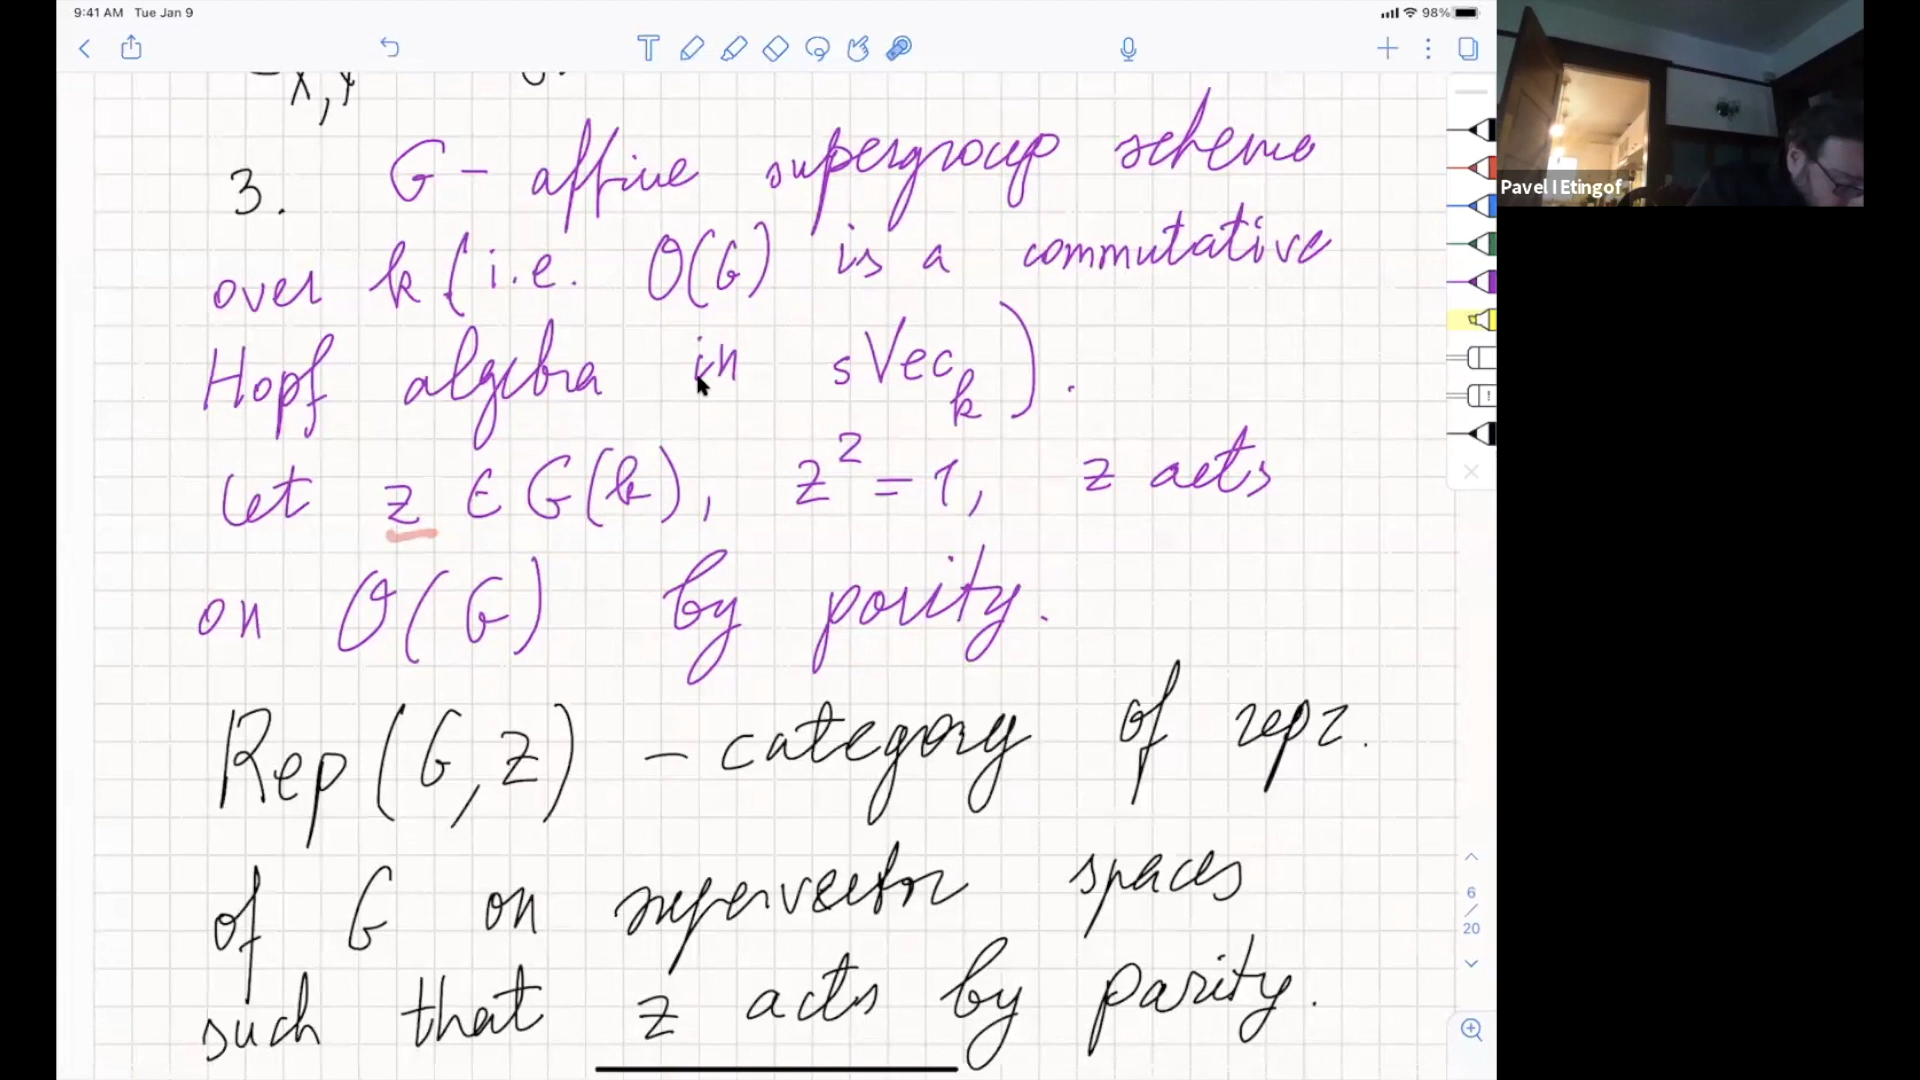 9:41 AM Tue Jan 9
98%
3. G - affine supergroup scheme
over k (i.e. O(G) is a commutative
Hopf algebra in sVec_k).
Let z ∈ G(k), z² = 1, z acts
on O(G) by parity.
Rep(G, z) - category of repr.
of G on supervector spaces
such that z acts by parity.
Pavel I Etingof
6
/
20